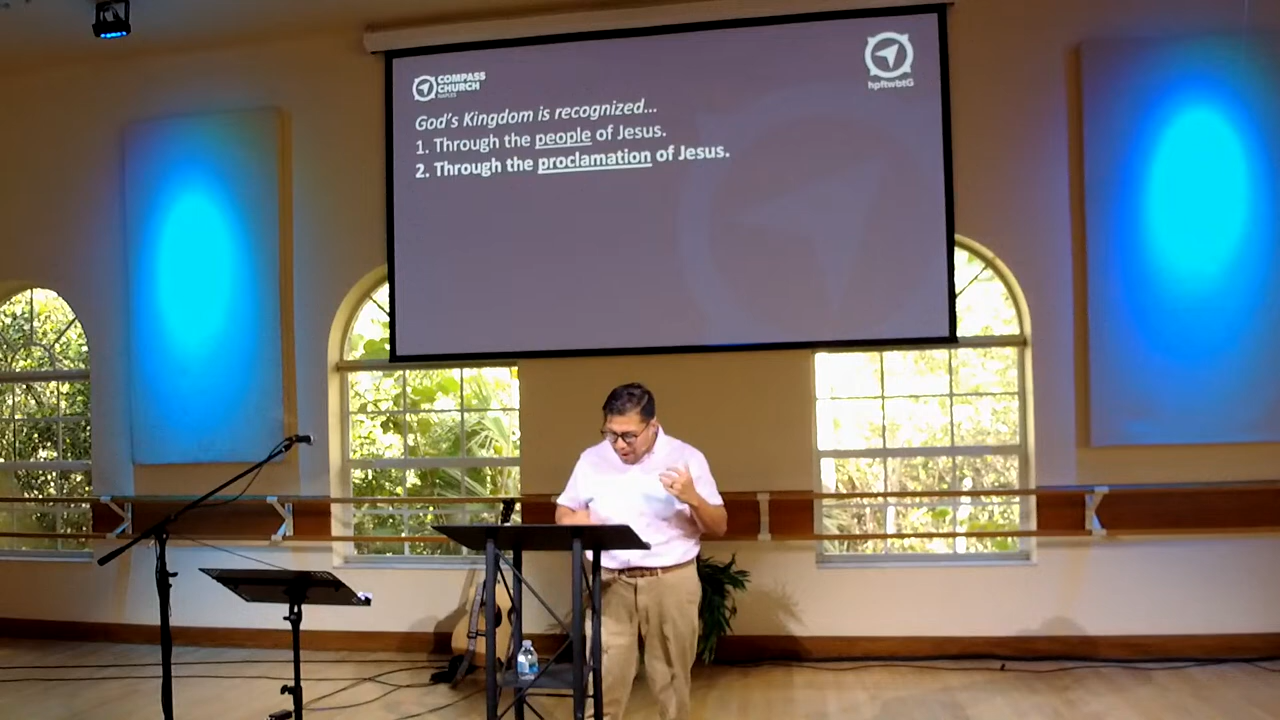 COMPASS
CHURCH
NAPLES
hpftwbtG
God's Kingdom is recognized...
1. Through the people of Jesus.
2. Through the proclamation of Jesus.